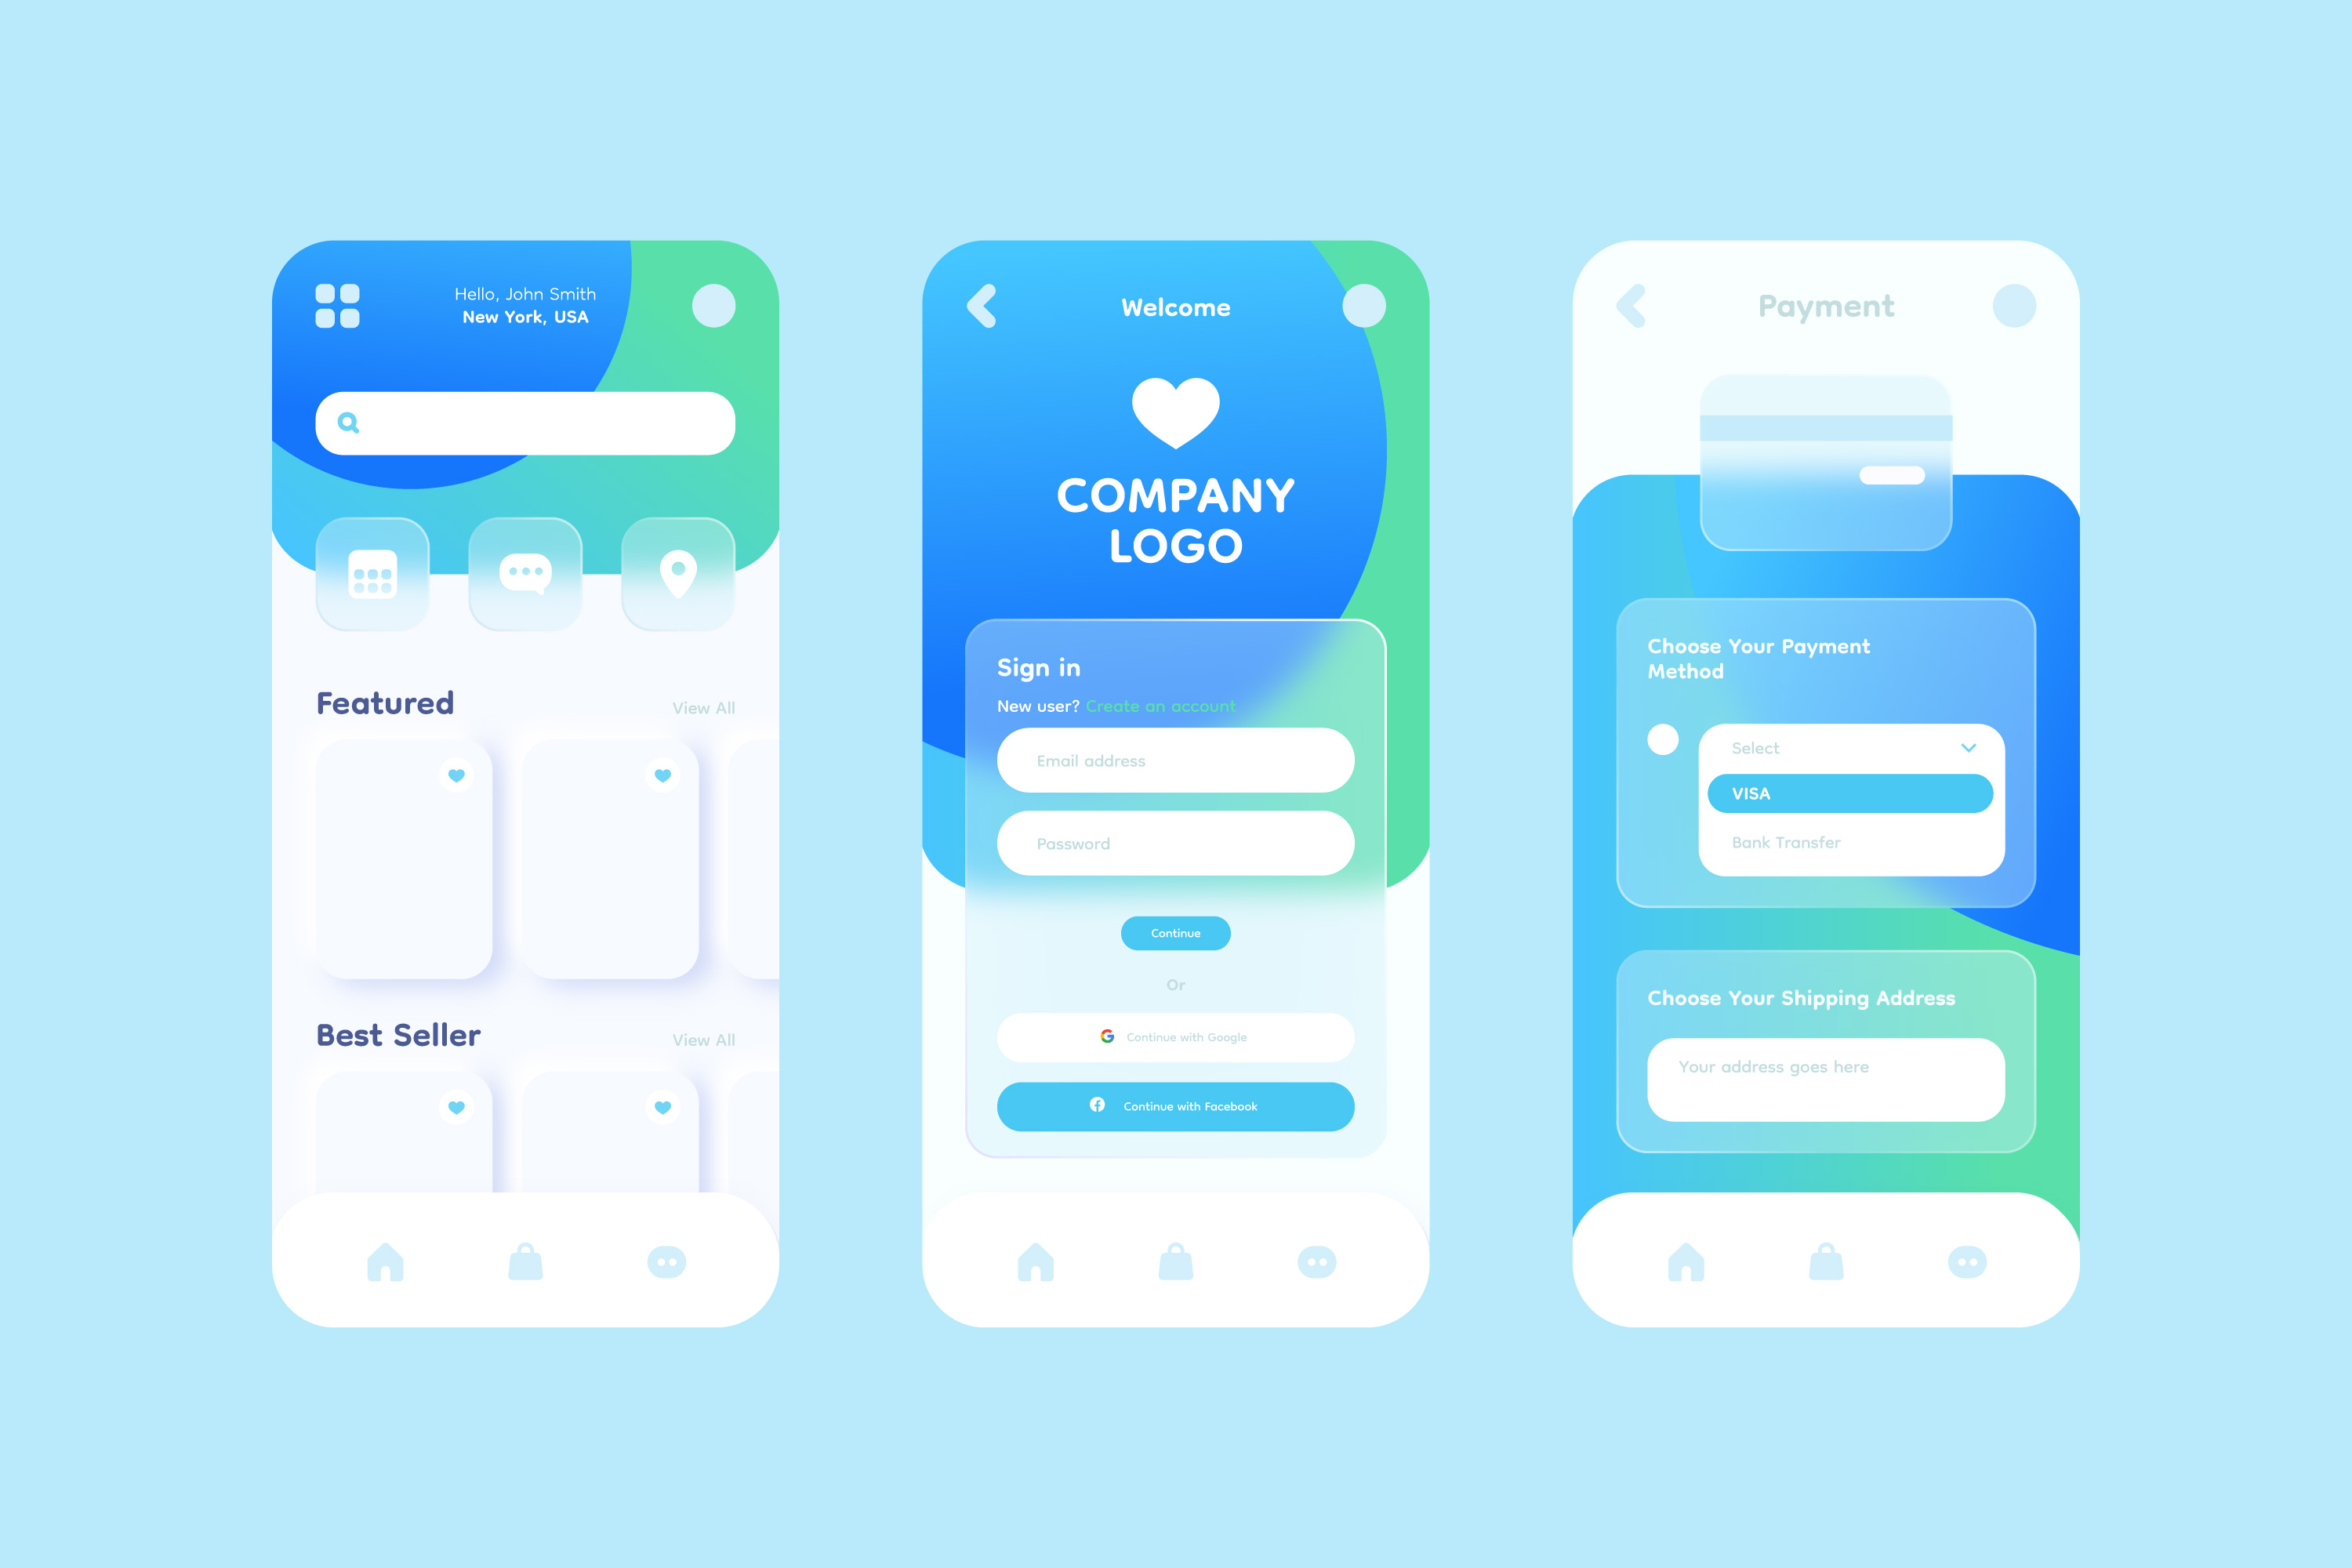 Hello, John Smith
New York, USA
Featured
View All
Best Seller
View All
Welcome
COMPANY
LOGO
Sign in
New user? Create an account
Email address
Password
Continue
Or
Continue with Google
Continue with Facebook
Payment
Choose Your Payment
Method
Select
VISA
Bank Transfer
Choose Your Shipping Address
Your address goes here